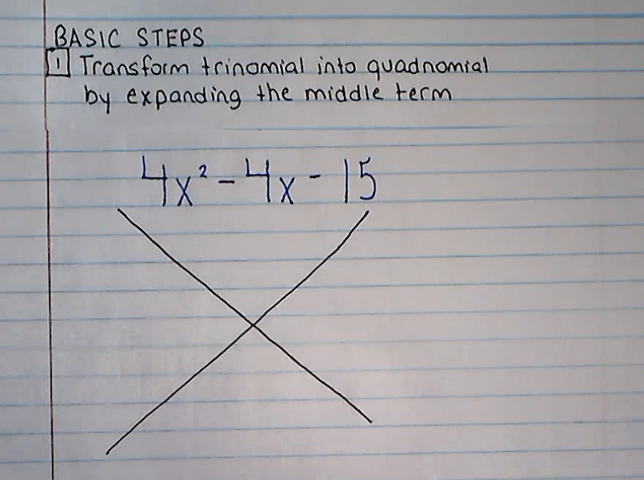 BASIC STEPS
1 Transform trinomial into quadnomial
by expanding the middle term
4x² - 4x - 15